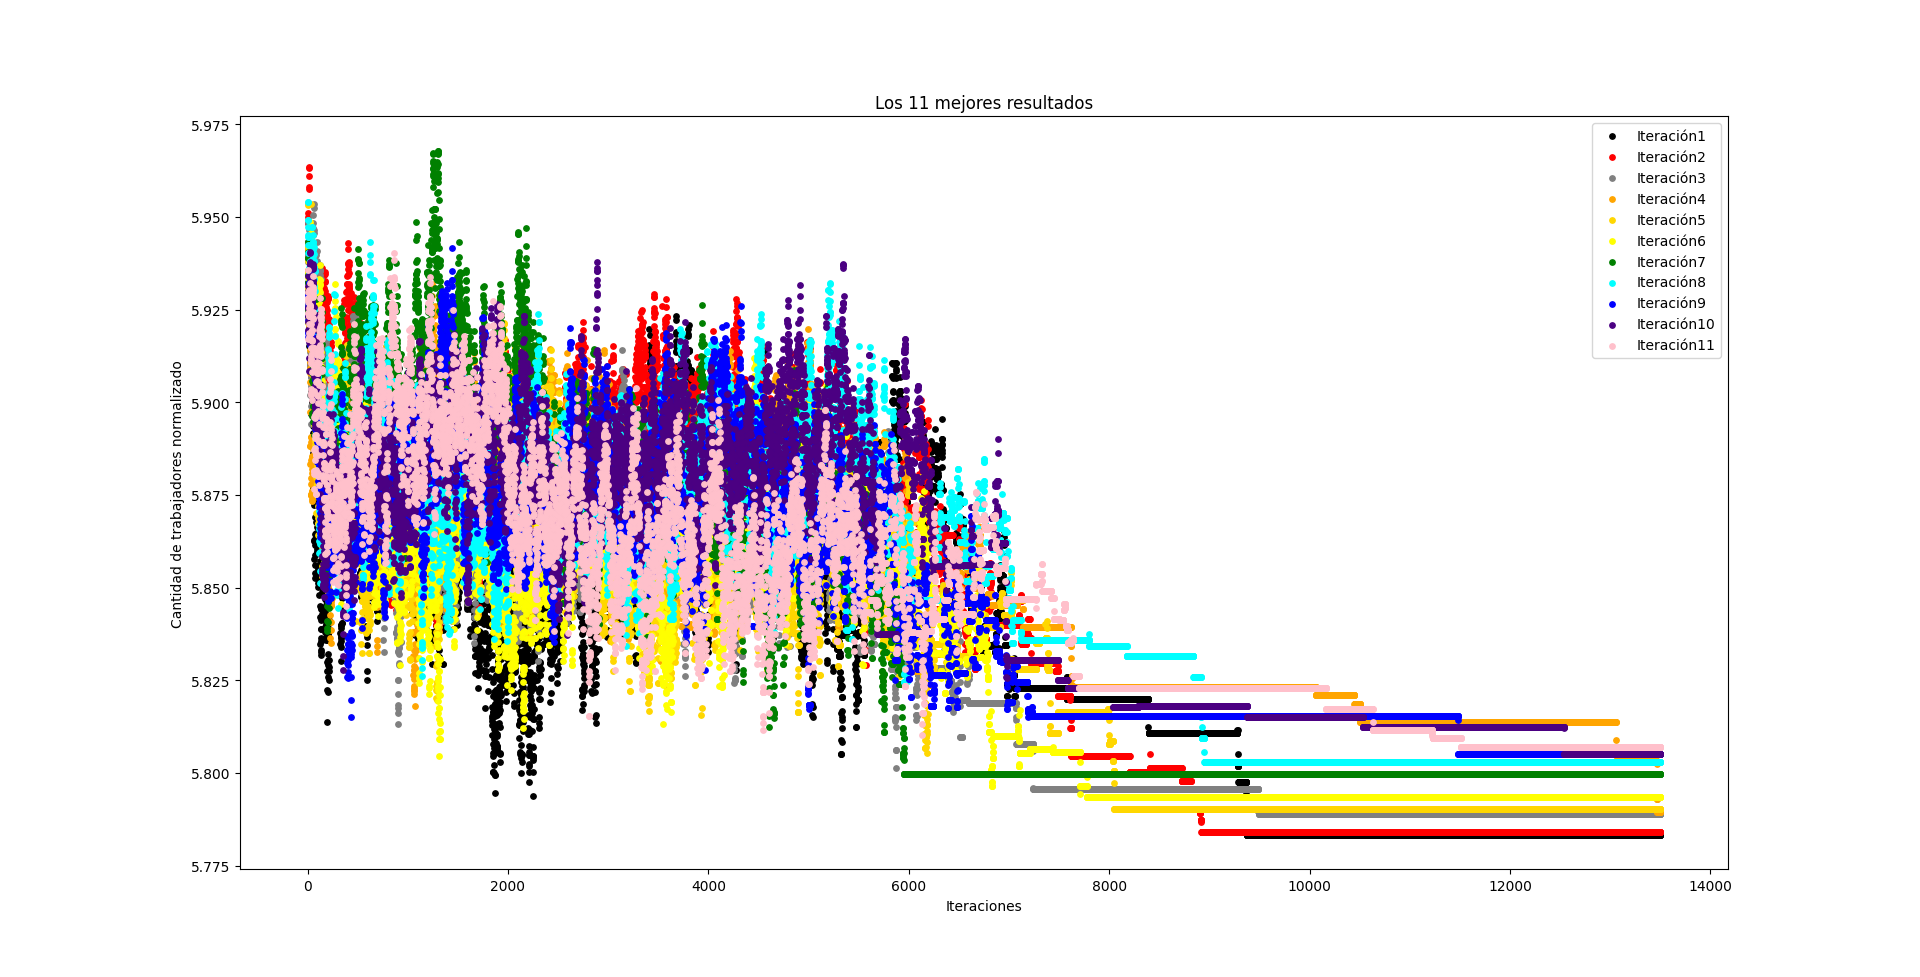 Los 11 mejores resultados
Cantidad de trabajadores normalizado
5.975
5.950
5.925
5.900
5.875
5.850
5.825
5.800
5.775
Iteración1
Iteración2
Iteración3
Iteración4
Iteración5
Iteración6
Iteración7
Iteración8
Iteración9
Iteración10
Iteración11
0 2000 4000 6000 8000 10000 12000 14000
Iteraciones